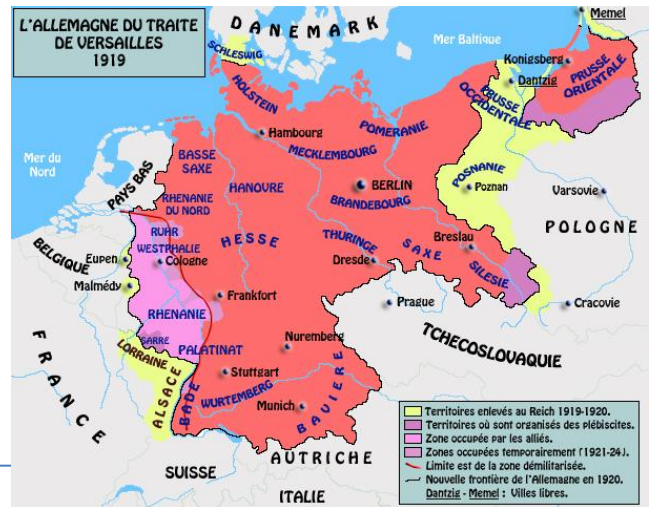 L'ALLEMAGNE DU TRAITE
DE VERSAILLES
1919
DANEMARK
Mer Baltique
Memel
SCHLESWIG
Konigsberg
Dantzig
PRUSSE
ORIENTALE
PRUSSE
OCCIDENTALE
HOLSTEIN
Hambourg
POMERANIE
MECKLEMBOURG
Mer du
Nord
PAYS BAS
BASSE
SAXE
HANOVRE
BERLIN
BRANDEBOURG
POSNANIE
Poznan
Varsovie
POLOGNE
RHENANIE
DU NORD
RUHR
WESTPHALIE
HESSE
THURINGE
SAXE
Breslau
Dresde
SILESIE
BELGIQUE
Eupen
Cologne
Malmédy
Frankfort
Prague
Cracovie
RHENANIE
SARRE
PALATINAT
Nuremberg
TCHECOSLOVAQUIE
FRANCE
LORRAINE
ALSACE
BADE
Stuttgart
WURTEMBERG
Munich
BAVIERE
SUISSE
AUTRICHE
ITALIE
Territoires enlevés au Reich 1919-1920.
Territoires où sont organisés des plébiscites.
Zone occupée par les alliés.
Zones occupées temporairement (1921-24).
Limite est de la zone démilitarisée.
Nouvelle frontière de l'Allemagne en 1920.
Dantzig - Memel : Villes libres.